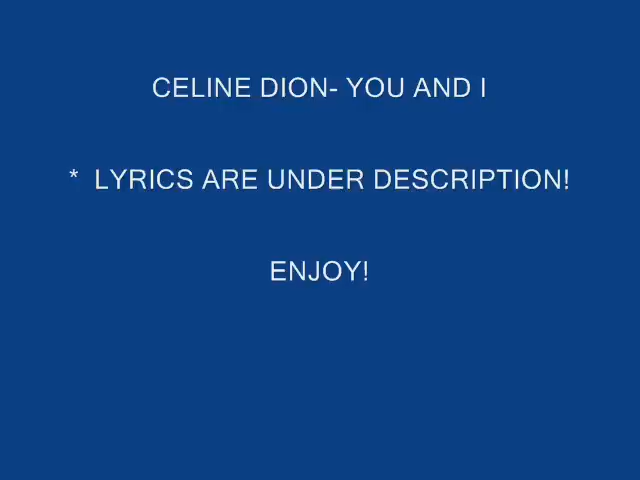 CELINE DION- YOU AND I
*  LYRICS ARE UNDER DESCRIPTION!
ENJOY!